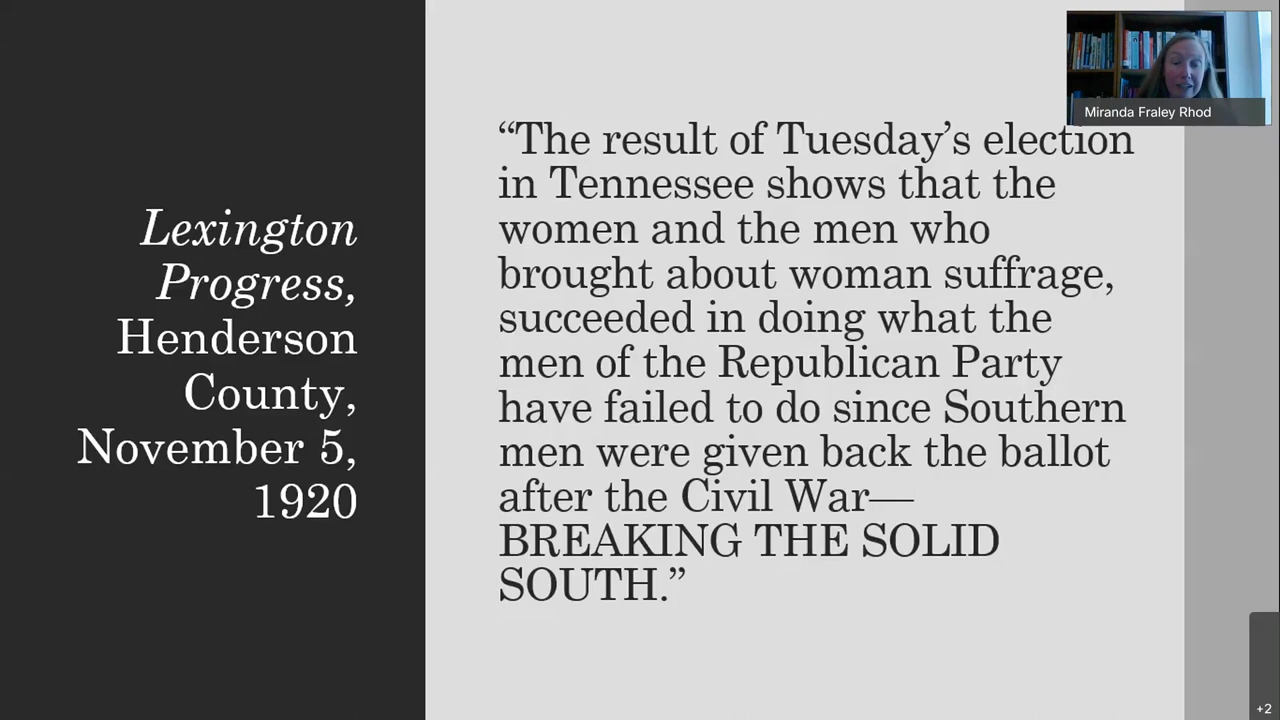 Lexington
Progress,
Henderson
County,
November 5,
1920
“The result of Tuesday’s election
in Tennessee shows that the
women and the men who
brought about woman suffrage,
succeeded in doing what the
men of the Republican Party
have failed to do since Southern
men were given back the ballot
after the Civil War—
BREAKING THE SOLID
SOUTH.”
Miranda Fraley Rhod
+2